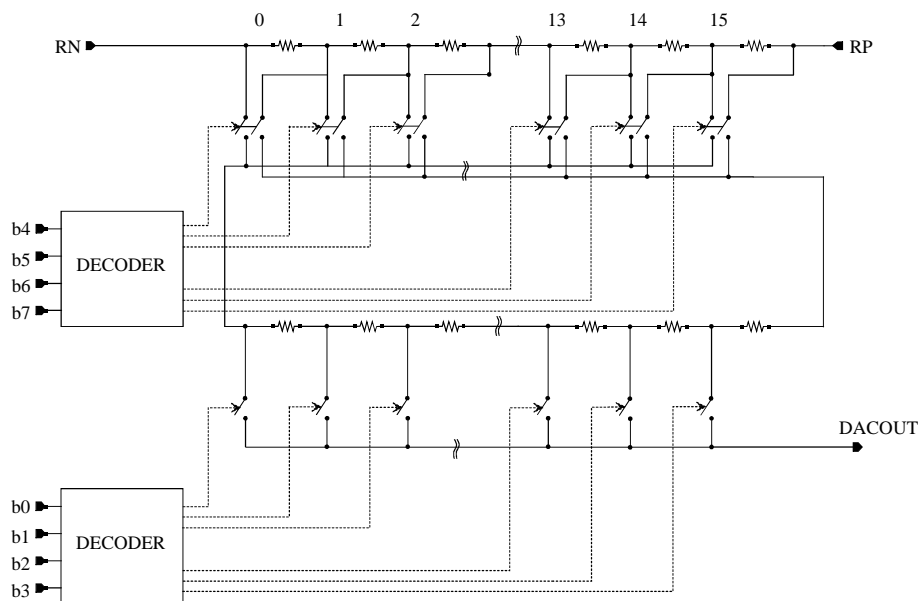 0 1 2 13 14 15
RN RP
b4
b5
DECODER
b6
b7
DACOUT
b0
b1
DECODER
b2
b3